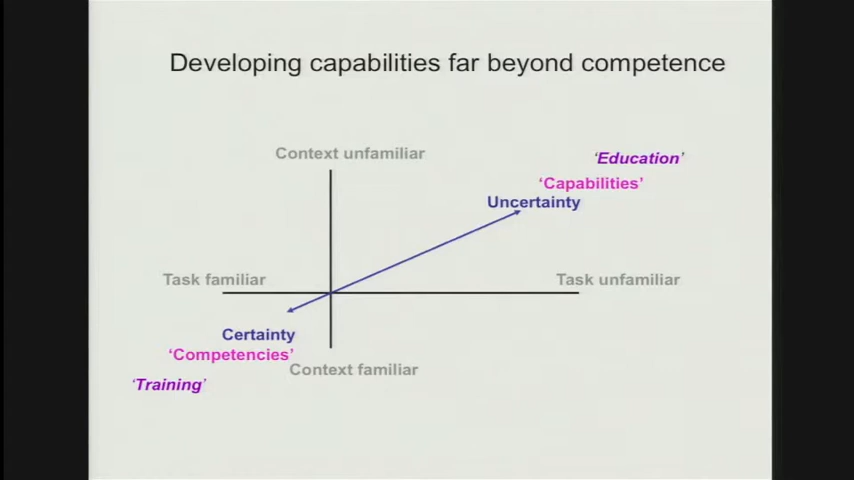 Developing capabilities far beyond competence
Context unfamiliar
‘Education’
‘Capabilities’
Uncertainty
Task familiar
Task unfamiliar
Certainty
‘Competencies’
Context familiar
‘Training’